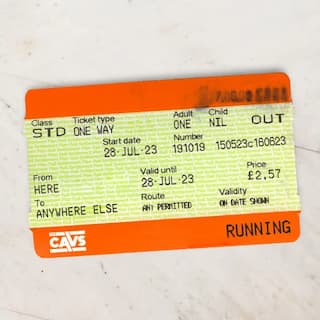 Class Ticket type Adult Child
STD ONE WAY ONE NIL OUT
Start date Number
28·JUL·23 191019 150523c160623
From Valid until Price
HERE 28·JUL·23 £2,57
To Route Validity
ANYWHERE ELSE ANY PERMITTED ON DATE SHOWN
CAVS RUNNING